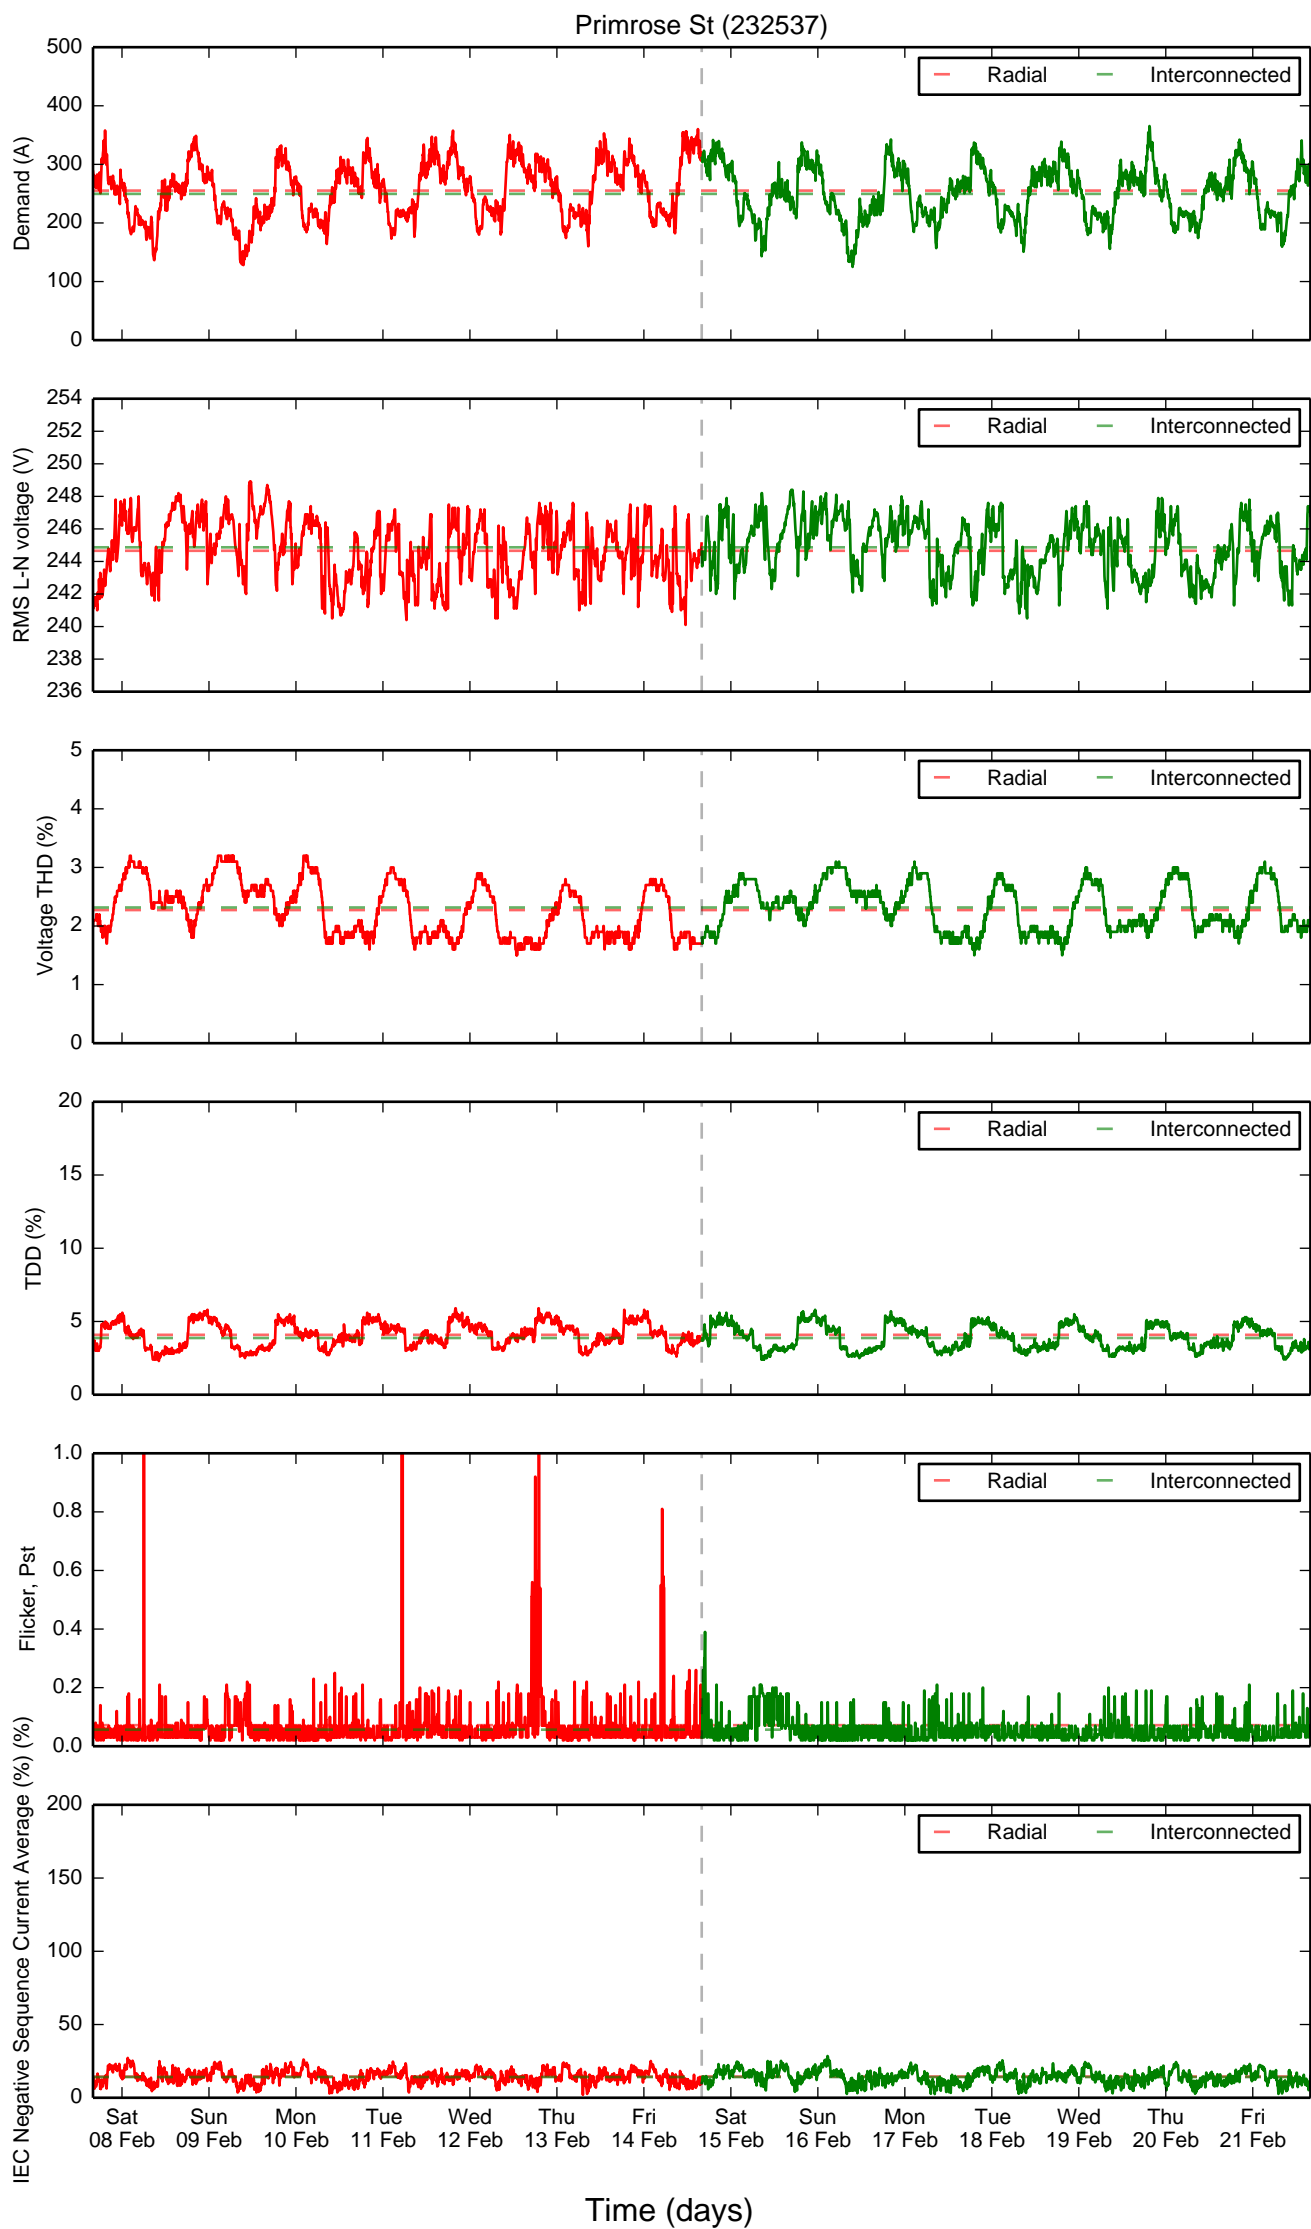 Primrose St (232537)
500
400
300
200
100
0
Demand (A)
Radial
Interconnected
254
252
250
248
246
244
242
240
238
236
RMS L-N voltage (V)
Radial
Interconnected
5
4
3
2
1
0
Voltage THD (%)
Radial
Interconnected
20
15
10
5
0
TDD (%)
Radial
Interconnected
1.0
0.8
0.6
0.4
0.2
0.0
Flicker, Pst
Radial
Interconnected
200
150
100
50
0
IEC Negative Sequence Current Average (%) (%)
Radial
Interconnected
Sat Sun Mon Tue Wed Thu Fri Sat Sun Mon Tue Wed Thu Fri
08 Feb 09 Feb 10 Feb 11 Feb 12 Feb 13 Feb 14 Feb 15 Feb 16 Feb 17 Feb 18 Feb 19 Feb 20 Feb 21 Feb
Time (days)